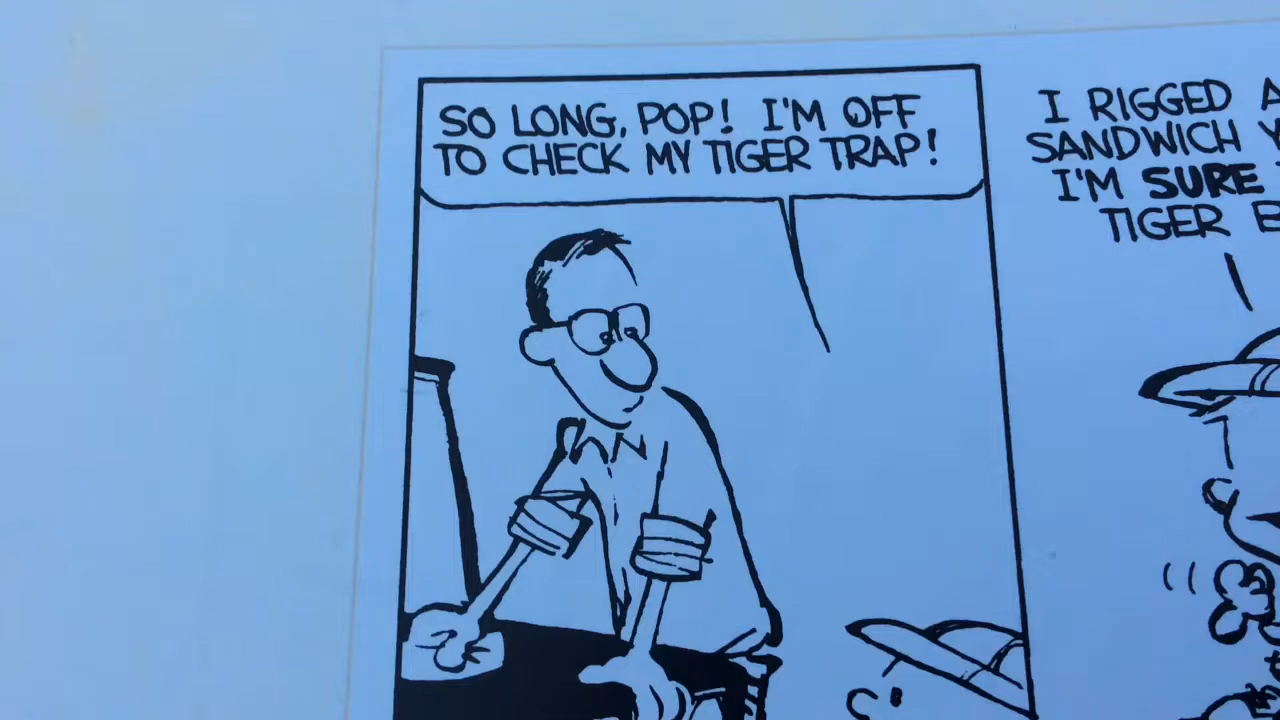 SO LONG, POP! I'M OFF
TO CHECK MY TIGER TRAP!
I RIGGED A
SANDWICH
I'M SURE
TIGER